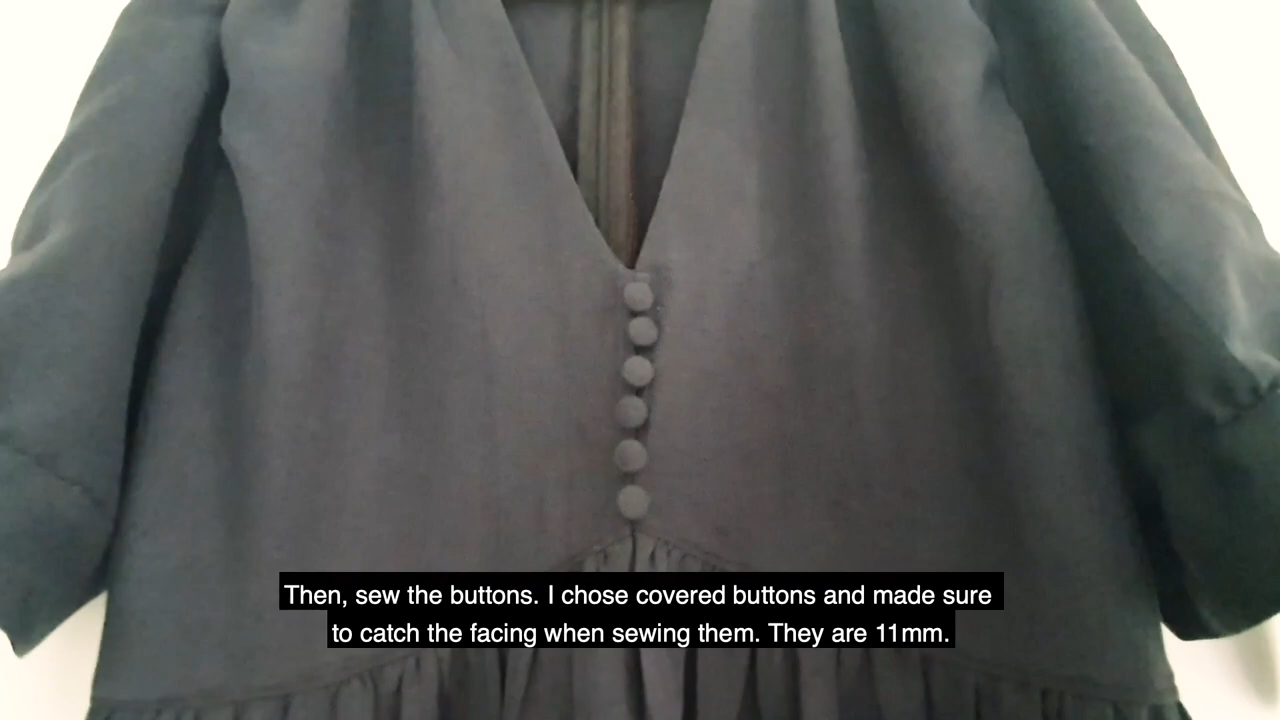 Then, sew the buttons. I chose covered buttons and made sure
to catch the facing when sewing them. They are 11mm.